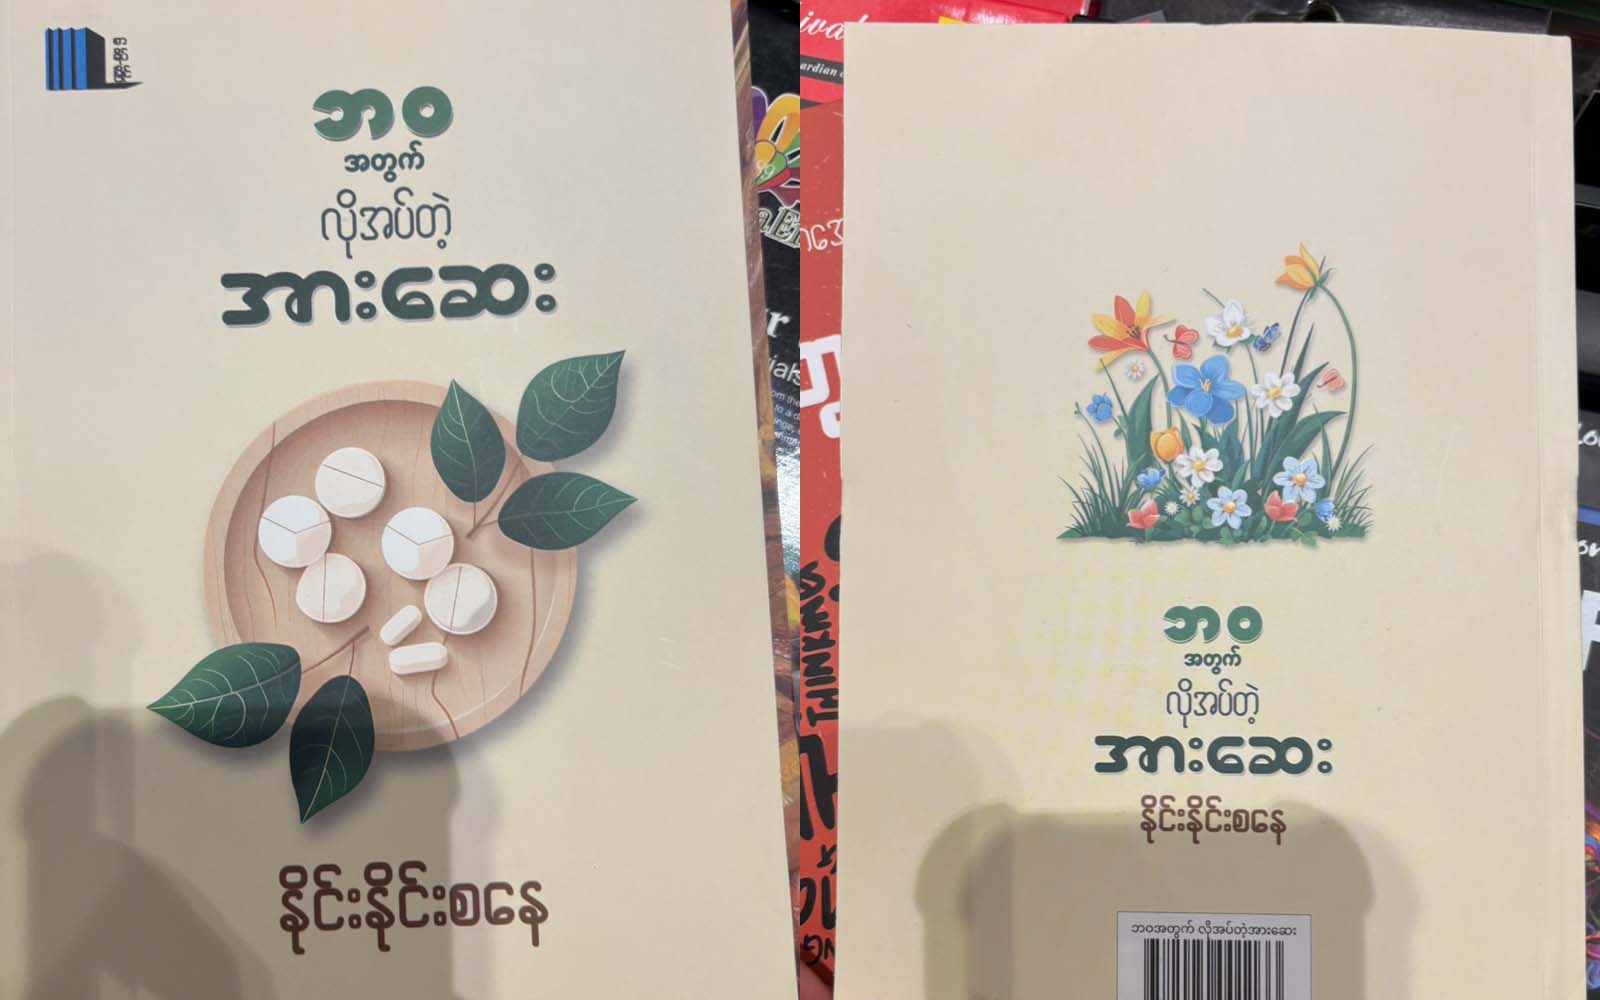 ဘဝ
အတွက်
လိုအပ်တဲ့
အားဆေး
နိုင်းနိုင်းစနေ
ဘဝ
အတွက်
လိုအပ်တဲ့
အားဆေး
နိုင်းနိုင်းစနေ
ဘဝအတွက် လိုအပ်တဲ့အားဆေး
THINKING